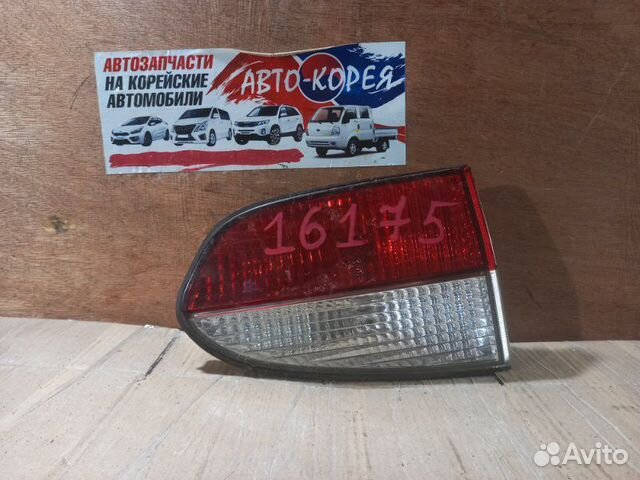 АВТОЗАПЧАСТИ
НА КОРЕЙСКИЕ
АВТОМОБИЛИ
АВТО-КОРЕЯ
16175
Avito